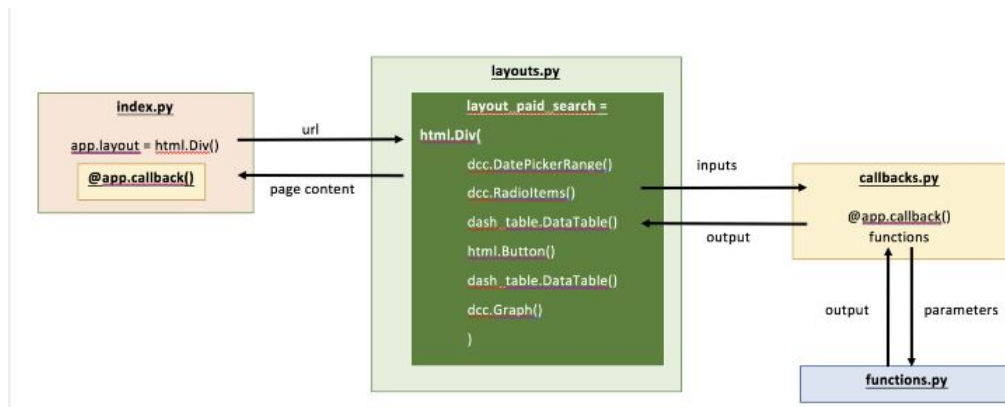 index.py
app.layout = html.Div()
@app.callback()
url
page content
layouts.py
layout_paid_search =
html.Div(
dcc.DatePickerRange()
dcc.RadioItems()
dash_table.DataTable()
html.Button()
dash_table.DataTable()
dcc.Graph()
)
inputs
output
callbacks.py
@app.callback()
functions
output
parameters
functions.py